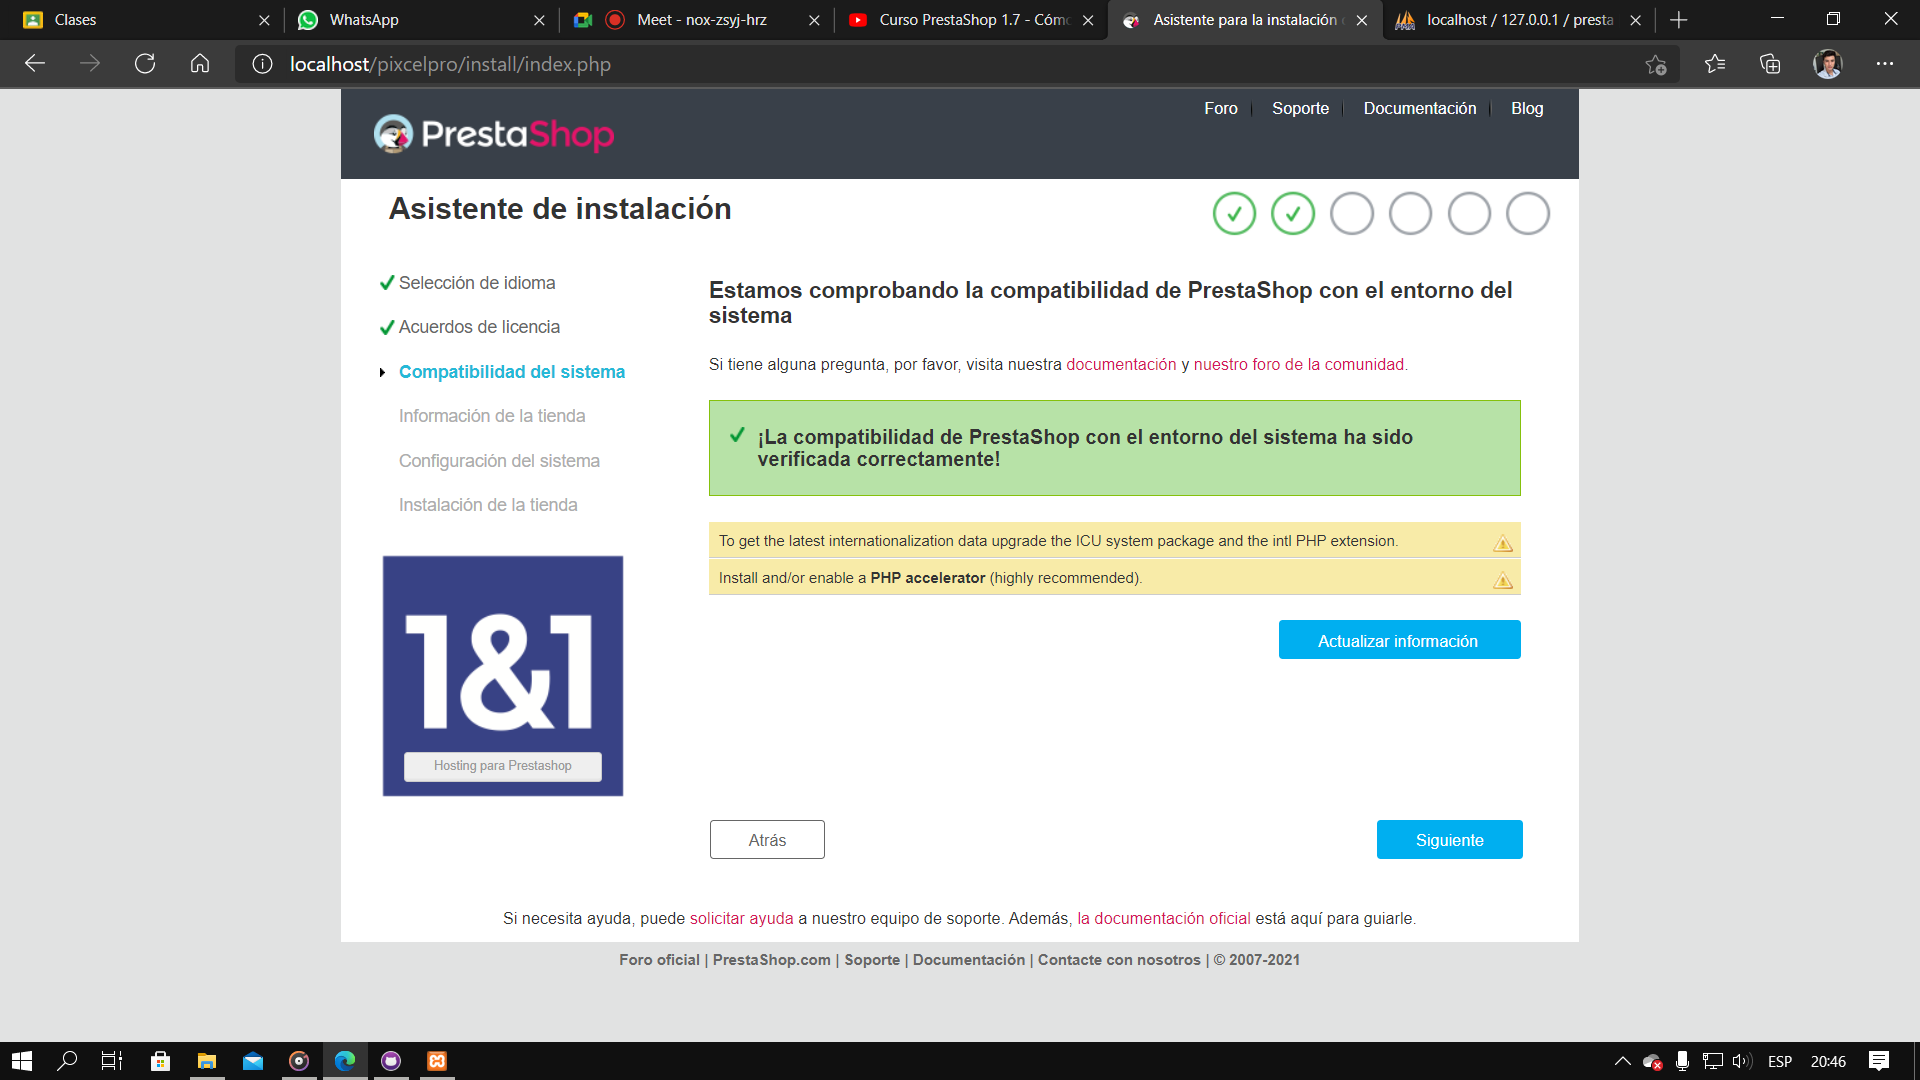 Clases
WhatsApp
Meet - nox-zsyj-hrz
Curso PrestaShop 1.7 - Cómo
Asistente para la instalación
localhost / 127.0.0.1 / presta
localhost/pixcelpro/install/index.php
Foro
Soporte
Documentación
Blog
PrestaShop
Asistente de instalación
Selección de idioma
Acuerdos de licencia
Compatibilidad del sistema
Información de la tienda
Configuración del sistema
Instalación de la tienda
1&1
Hosting para Prestashop
Estamos comprobando la compatibilidad de PrestaShop con el entorno del
sistema
Si tiene alguna pregunta, por favor, visita nuestra documentación y nuestro foro de la comunidad.
¡La compatibilidad de PrestaShop con el entorno del sistema ha sido
verificada correctamente!
To get the latest internationalization data upgrade the ICU system package and the intl PHP extension.
Install and/or enable a PHP accelerator (highly recommended).
Actualizar información
Atrás
Siguiente
Si necesita ayuda, puede solicitar ayuda a nuestro equipo de soporte. Además, la documentación oficial está aquí para guiarle.
Foro oficial | PrestaShop.com | Soporte | Documentación | Contacte con nosotros | © 2007-2021
ESP
20:46